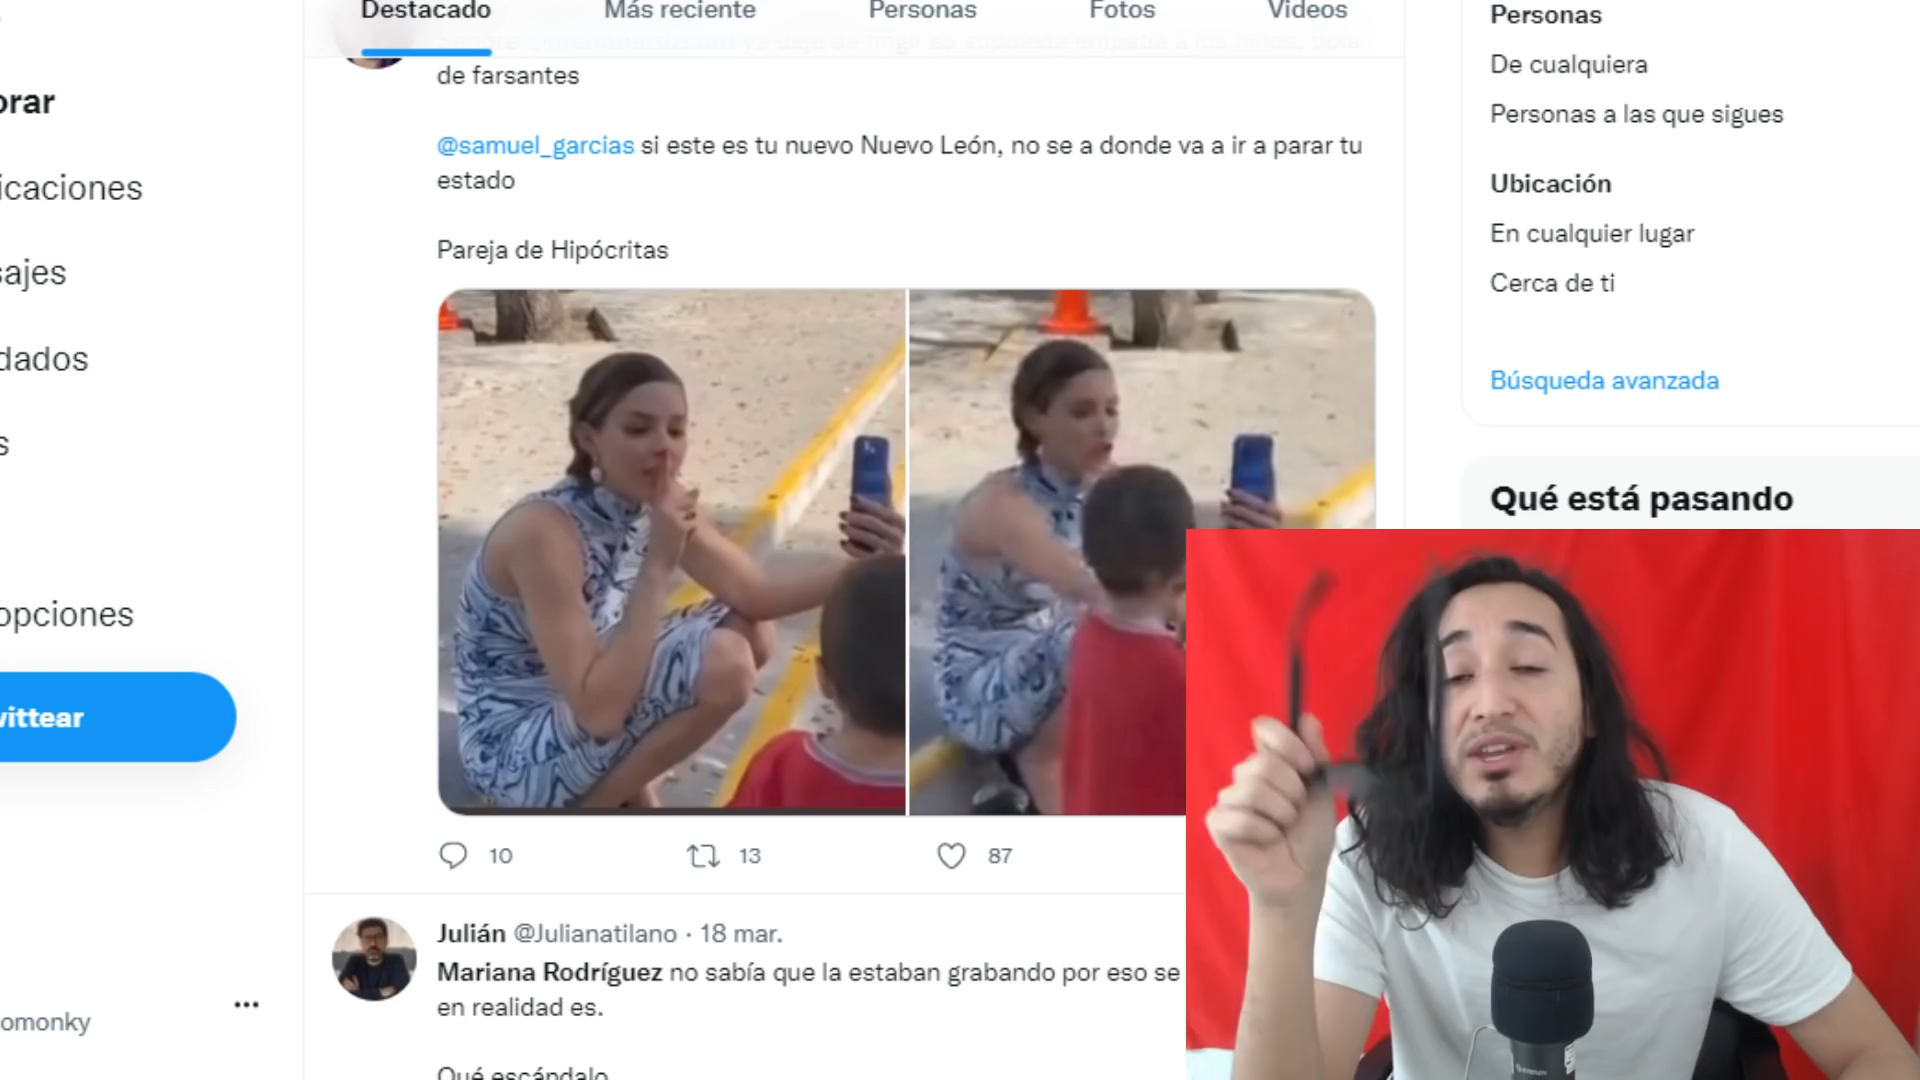 Destacado
Más reciente
Personas
Fotos
Videos
de farsantes
@samuel_garcias si este es tu nuevo Nuevo León, no se a donde va a ir a parar tu
estado
Pareja de Hipócritas
10
13
87
Julián @Julianatilano · 18 mar.
Mariana Rodríguez no sabía que la estaban grabando por eso se
en realidad es.
Qué escándalo
orar
icaciones
sajes
dados
s
opciones
vittear
omonky
Personas
De cualquiera
Personas a las que sigues
Ubicación
En cualquier lugar
Cerca de ti
Búsqueda avanzada
Qué está pasando